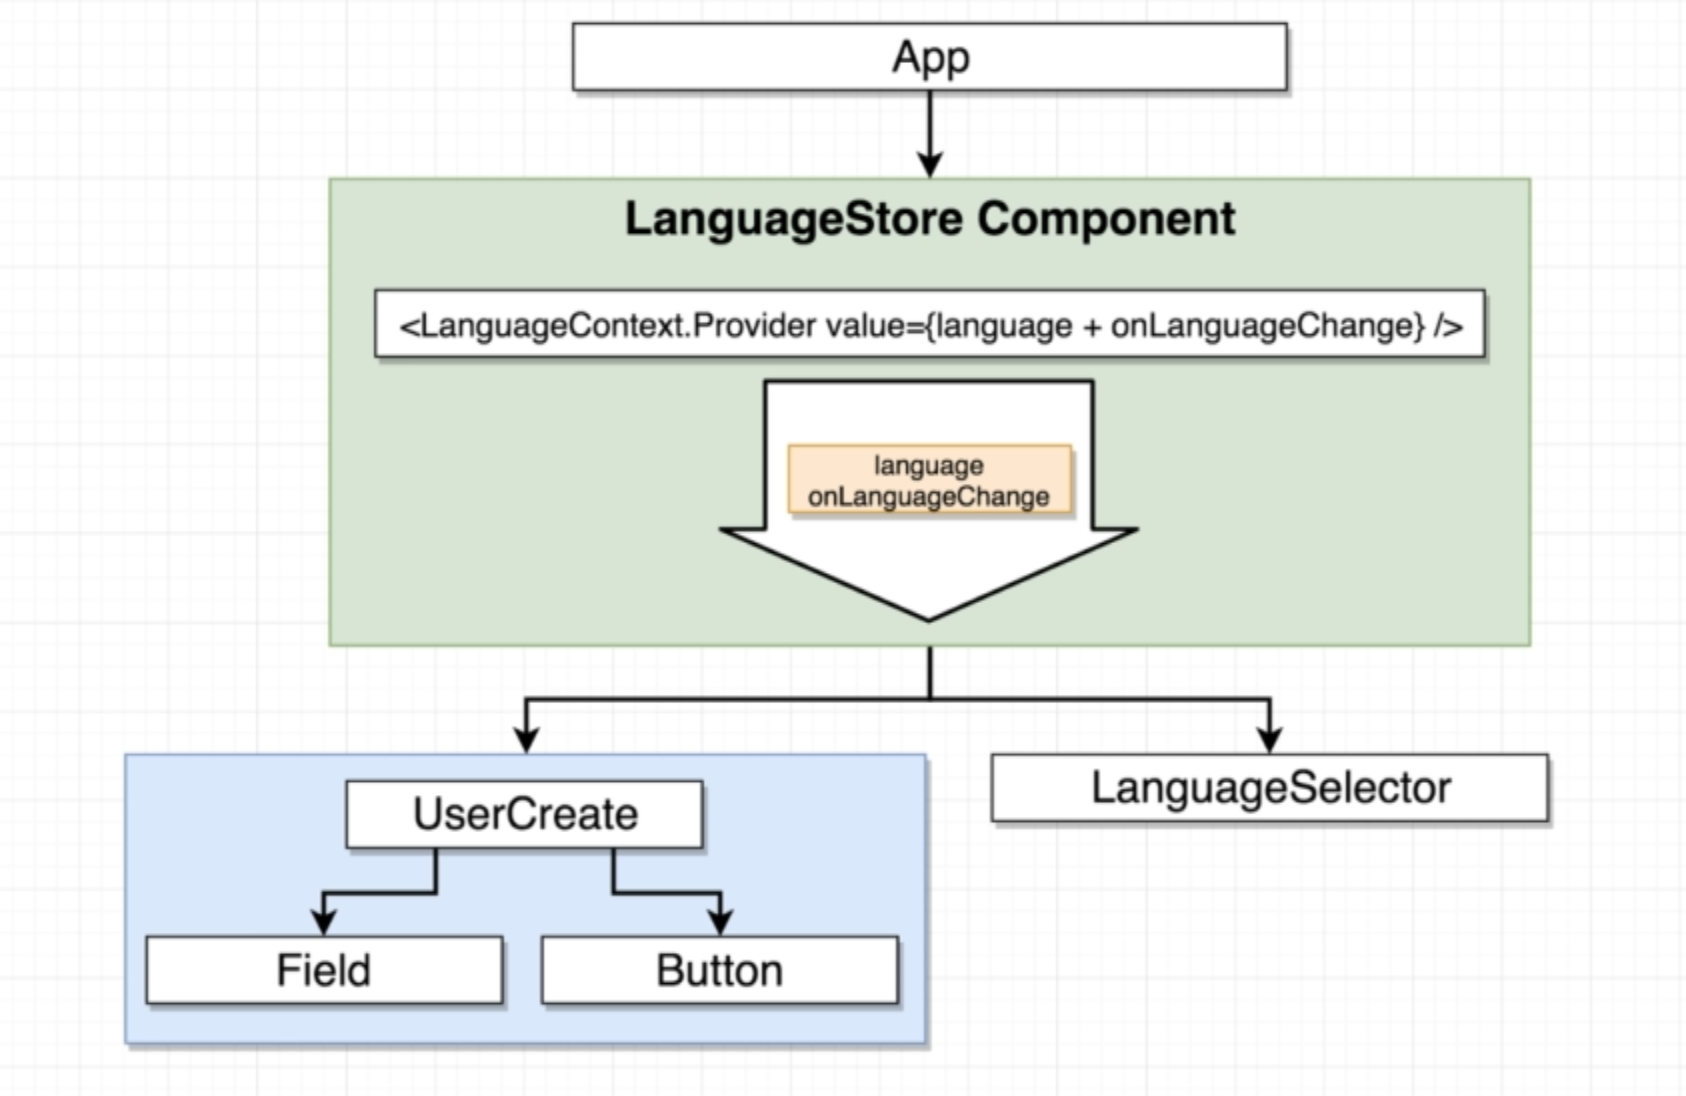 App
LanguageStore Component
<LanguageContext.Provider value={language + onLanguageChange} />
language
onLanguageChange
UserCreate
LanguageSelector
Field
Button